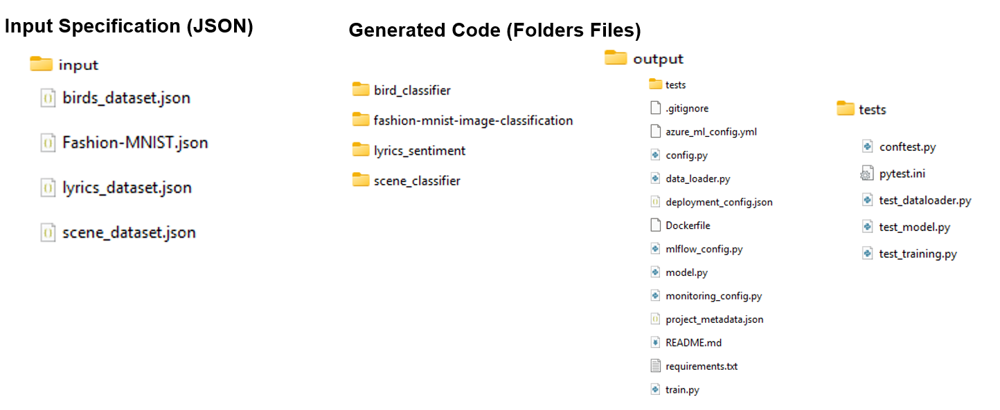 Input Specification (JSON)
input
birds_dataset.json
Fashion-MNIST.json
lyrics_dataset.json
scene_dataset.json
Generated Code (Folders Files)
bird_classifier
fashion-mnist-image-classification
lyrics_sentiment
scene_classifier
output
tests
.gitignore
azure_ml_config.yml
config.py
data_loader.py
deployment_config.json
Dockerfile
mlflow_config.py
model.py
monitoring_config.py
project_metadata.json
README.md
requirements.txt
train.py
tests
conftest.py
pytest.ini
test_dataloader.py
test_model.py
test_training.py